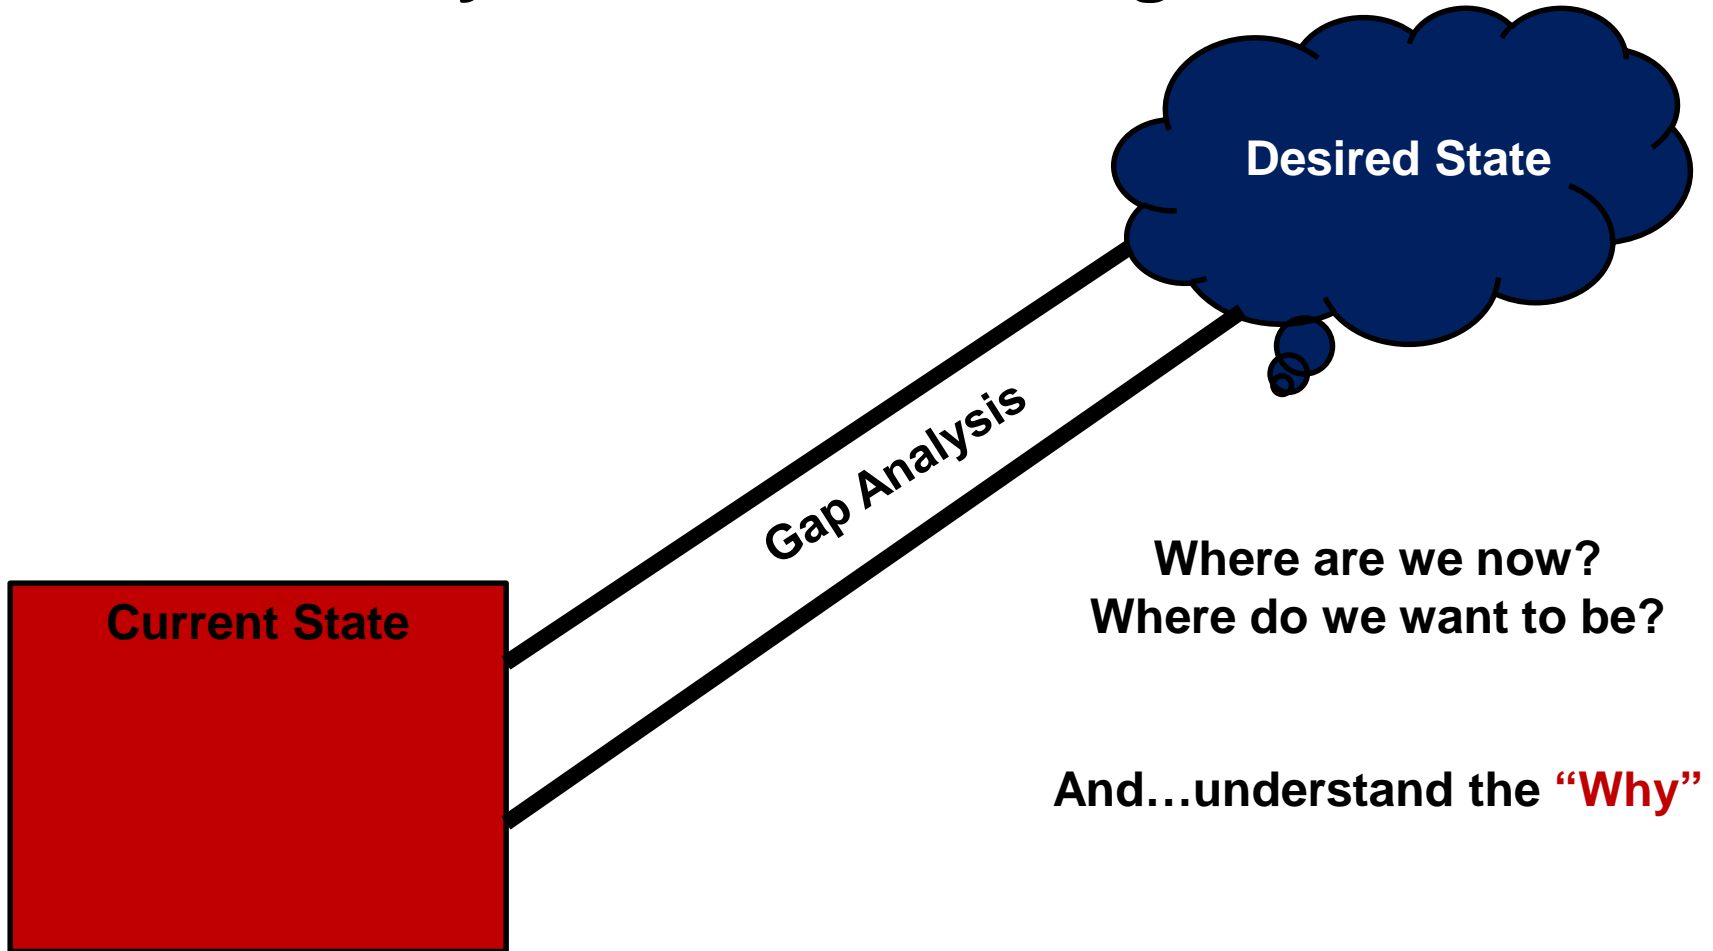 Desired State
Gap Analysis
Where are we now?
Where do we want to be?
Current State
And…understand the “Why”